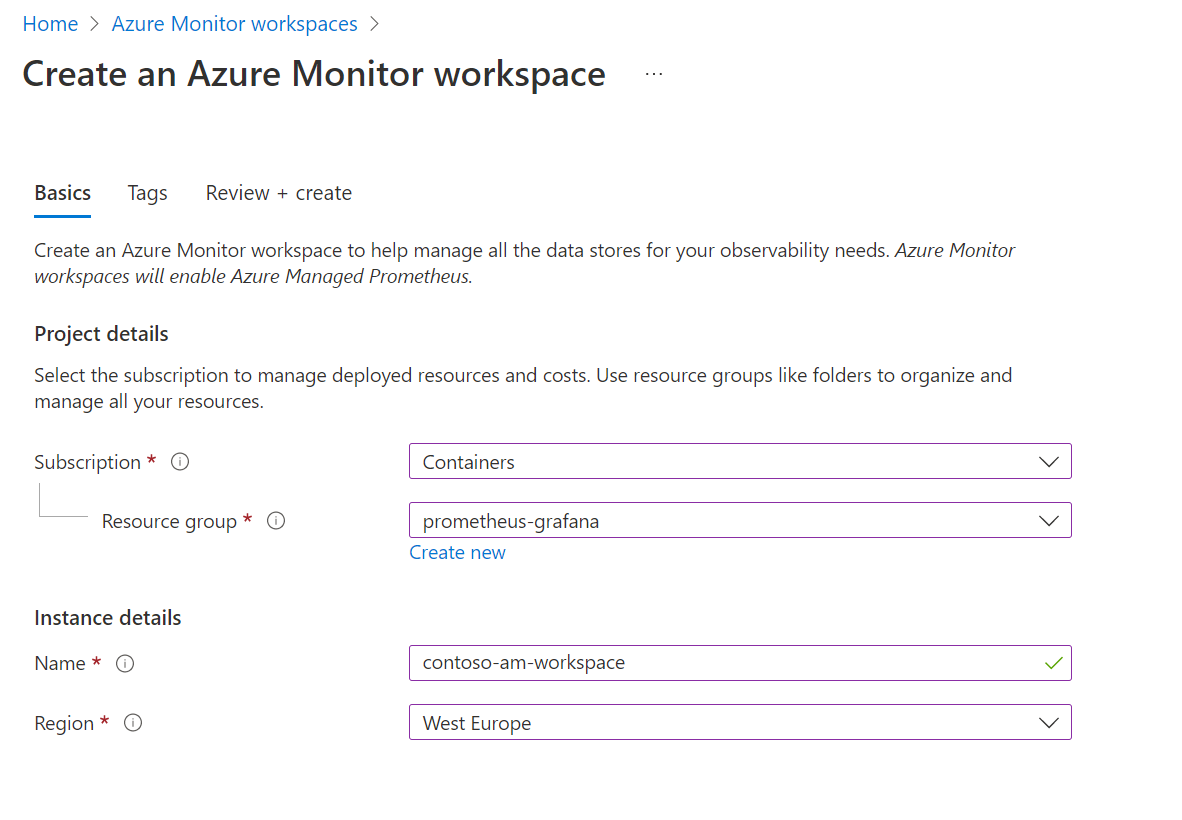 Home > Azure Monitor workspaces >
Create an Azure Monitor workspace ...
Basics Tags Review + create
Create an Azure Monitor workspace to help manage all the data stores for your observability needs. Azure Monitor
workspaces will enable Azure Managed Prometheus.
Project details
Select the subscription to manage deployed resources and costs. Use resource groups like folders to organize and
manage all your resources.
Subscription * Containers
Resource group * prometheus-grafana
Create new
Instance details
Name * contoso-am-workspace
Region * West Europe